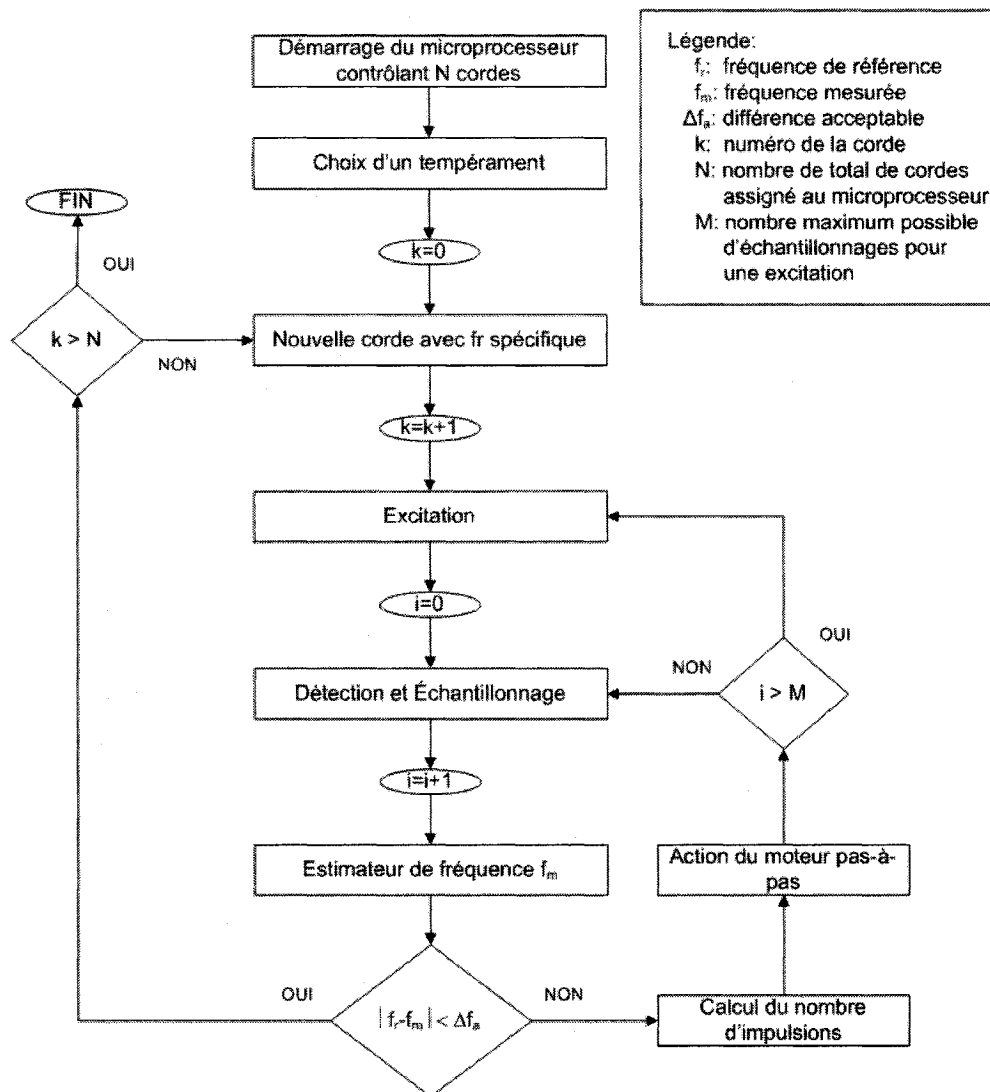 Démarrage du microprocesseur
contrôlant N cordes
Choix d'un tempérament
k=0
Nouvelle corde avec fr spécifique
k=k+1
Excitation
i=0
Détection et Échantillonnage
i=i+1
Estimateur de fréquence fm
| fr-fm | < Δfa
OUI
NON
Calcul du nombre
d'impulsions
Action du moteur pas-à-
pas
i > M
NON
OUI
k > N
NON
OUI
FIN
Légende:
fr: fréquence de référence
fm: fréquence mesurée
Δfa: différence acceptable
k: numéro de la corde
N: nombre de total de cordes
assigné au microprocesseur
M: nombre maximum possible
d'échantillonnages pour
une excitation